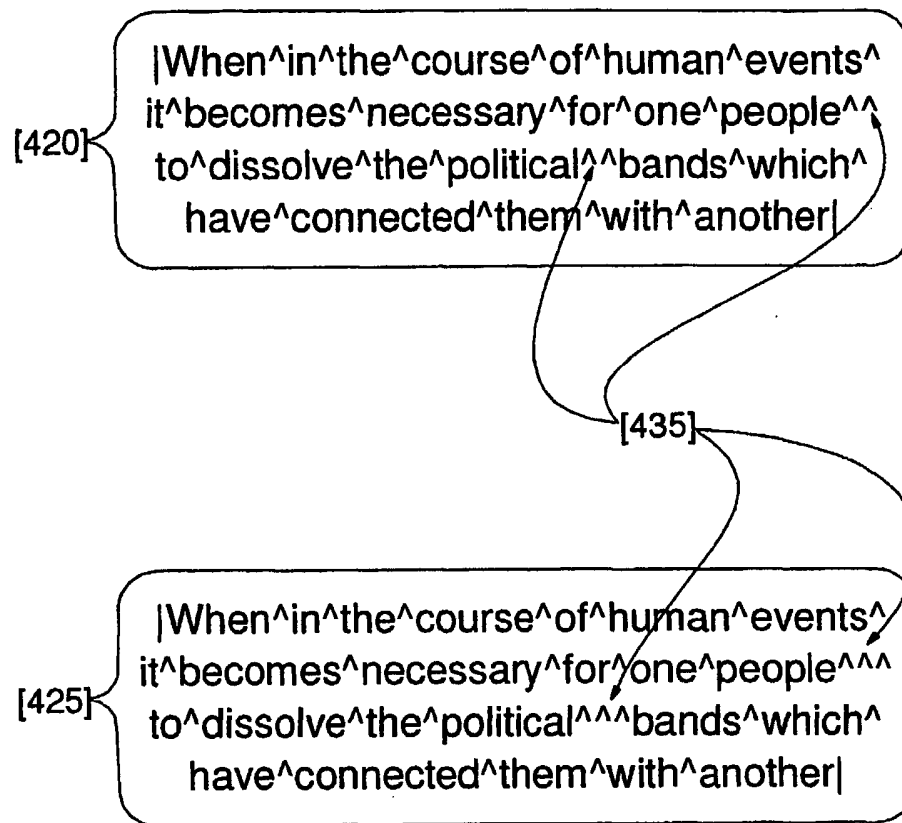 |When^in^the^course^of^human^events^
it^becomes^necessary^for^one^people^^
[420]
to^dissolve^the^political^^bands^which^
have^connected^them^with^another|
[435]
|When^in^the^course^of^human^events^
it^becomes^necessary^for^one^people^^^
[425]
to^dissolve^the^political^^^bands^which^
have^connected^them^with^another|